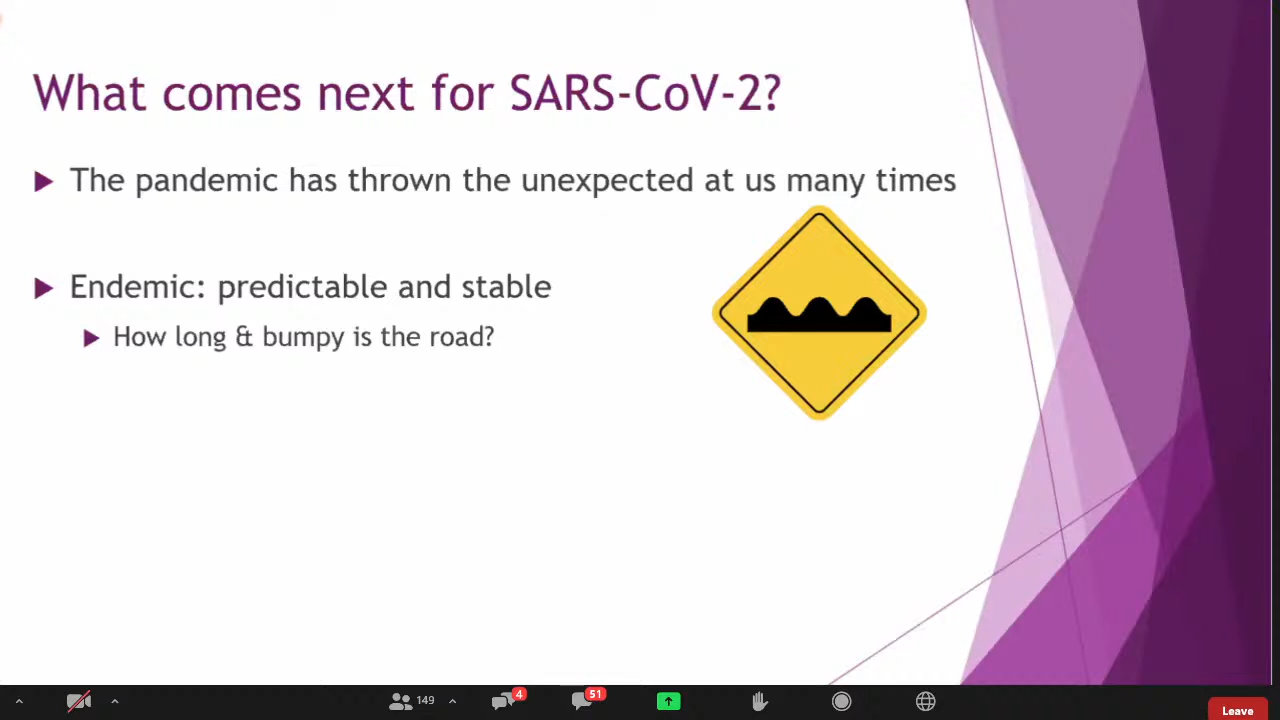 What comes next for SARS-CoV-2?
The pandemic has thrown the unexpected at us many times
Endemic: predictable and stable
How long & bumpy is the road?
149
4
51
Leave